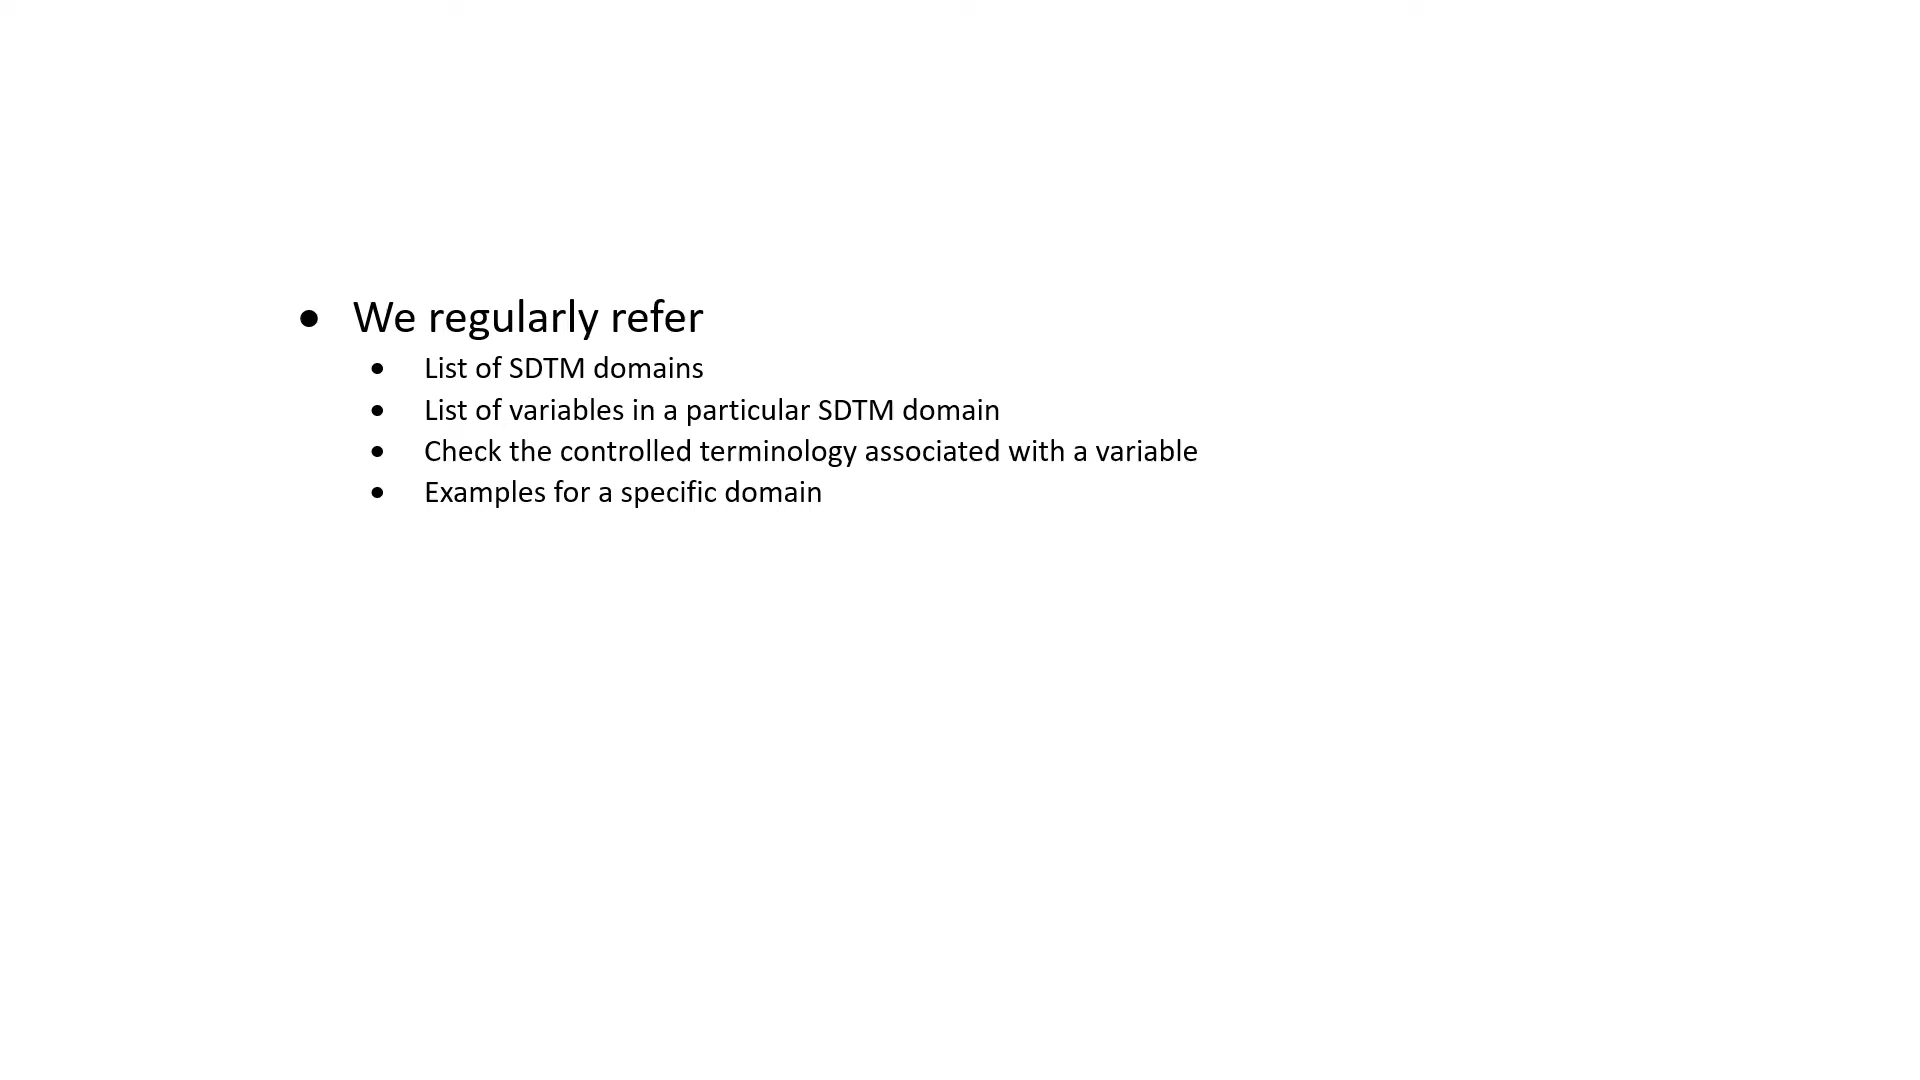 • We regularly refer
• List of SDTM domains
• List of variables in a particular SDTM domain
• Check the controlled terminology associated with a variable
• Examples for a specific domain